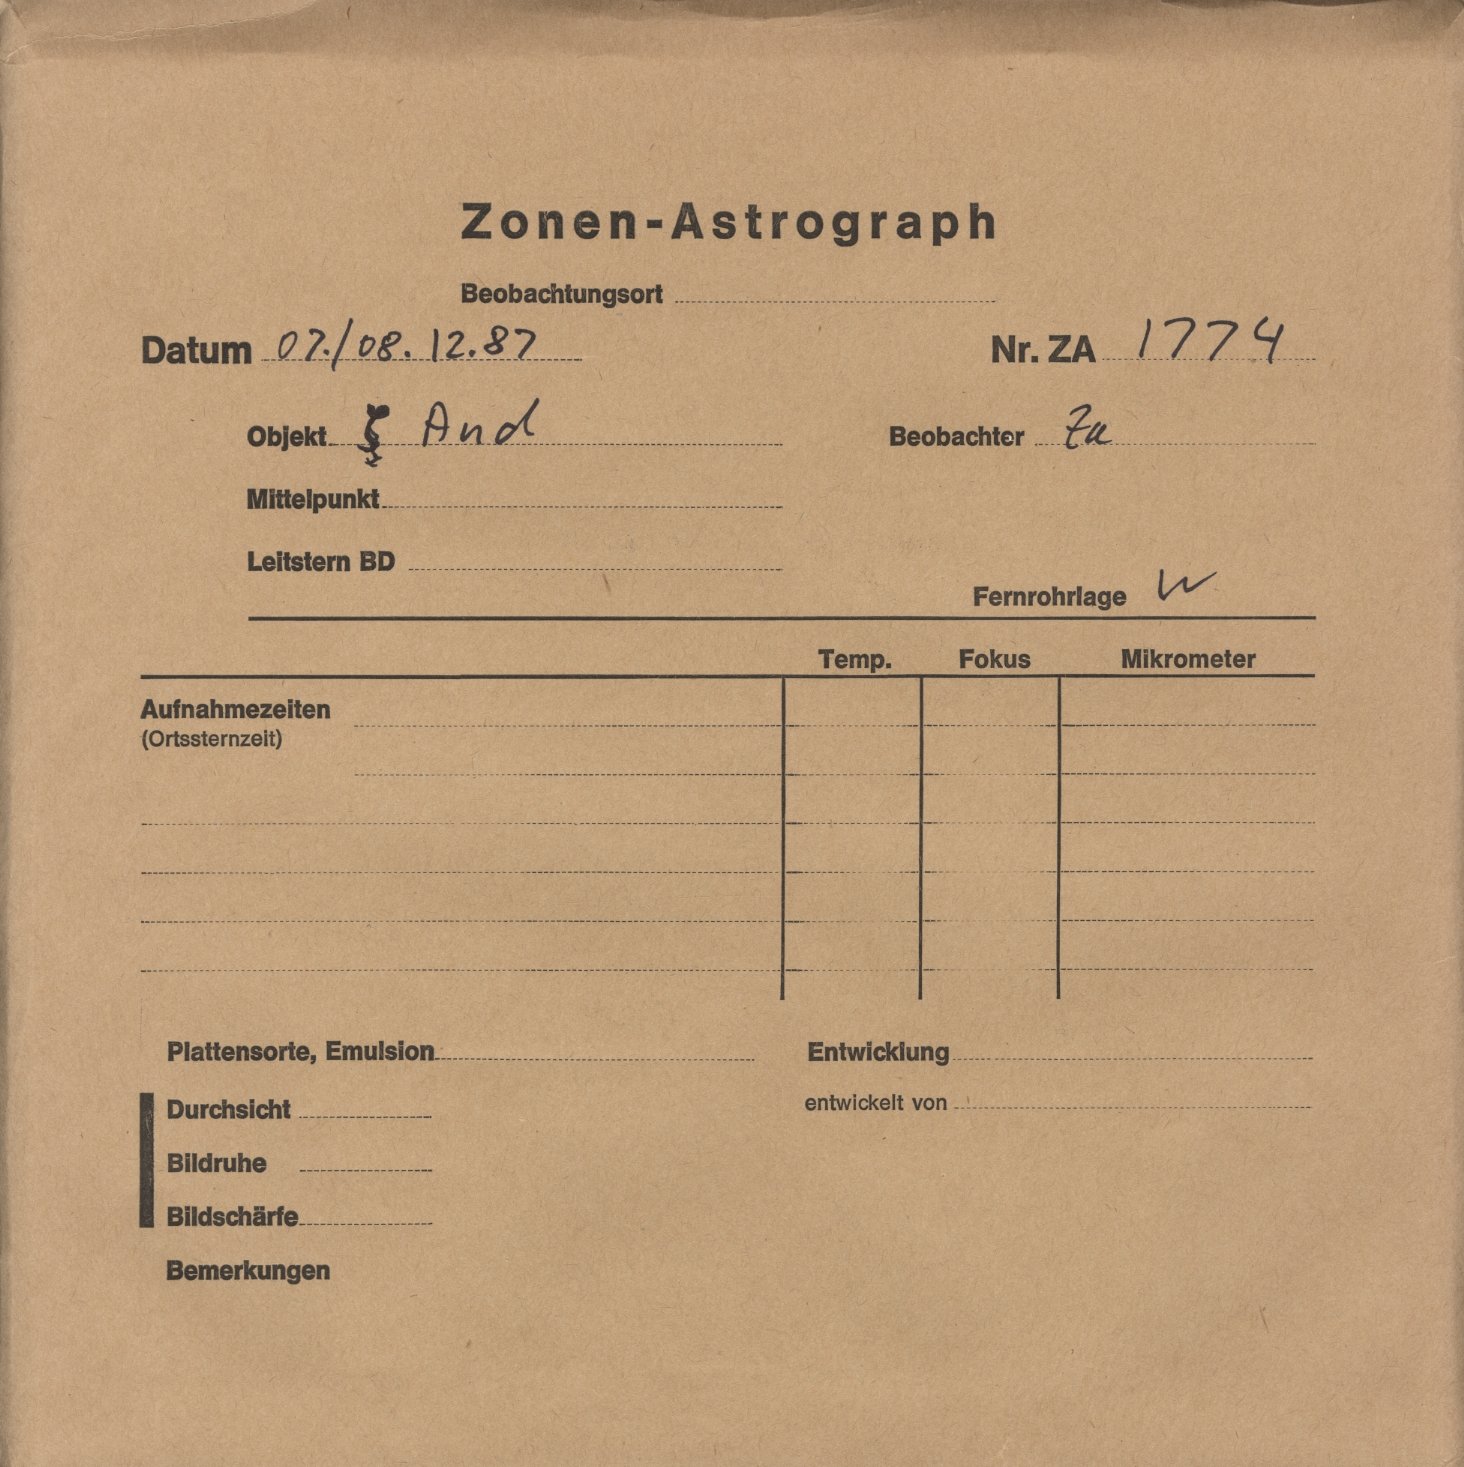 Zonen-Astrograph
Beobachtungsort
Datum 07./08.12.87 Nr. ZA 1774
Objekt ξ And Beobachter Za
Mittelpunkt
Leitstern BD
Fernrohrlage W
Temp. Fokus Mikrometer
Aufnahmezeiten
(Ortssternzeit)
Plattensorte, Emulsion Entwicklung
Durchsicht entwickelt von
Bildruhe
Bildschärfe
Bemerkungen